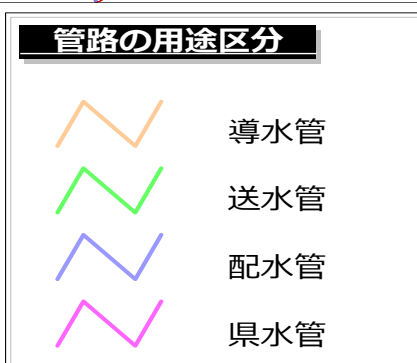 管路の用途区分
導水管
送水管
配水管
県水管